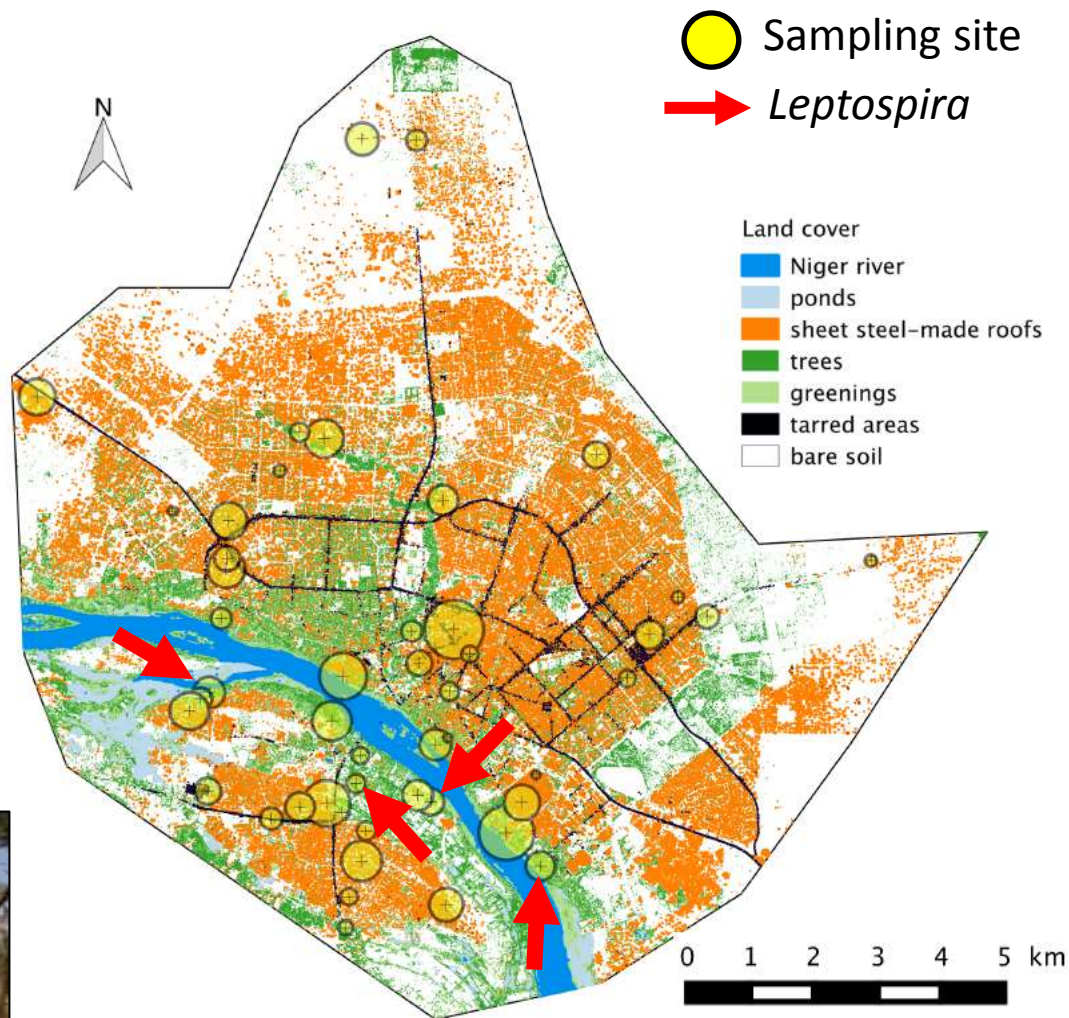 Sampling site
Leptospira
N
Land cover
Niger river
ponds
sheet steel-made roofs
trees
greenings
tarred areas
bare soil
0 1 2 3 4 5 km